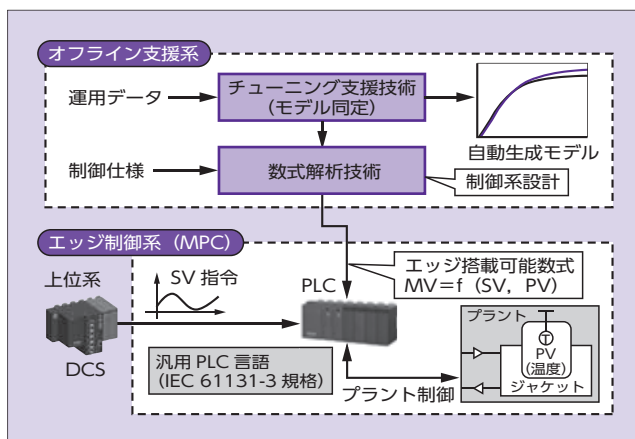 オフライン支援系
運用データ
チューニング支援技術
(モデル同定)
自動生成モデル
制御仕様
数式解析技術
制御系設計
エッジ制御系(MPC)
上位系
SV 指令
PLC
エッジ搭載可能数式
MV=f(SV,PV)
DCS
汎用 PLC 言語
(IEC 61131-3 規格)
プラント制御
プラント
T
PV
(温度)
ジャケット